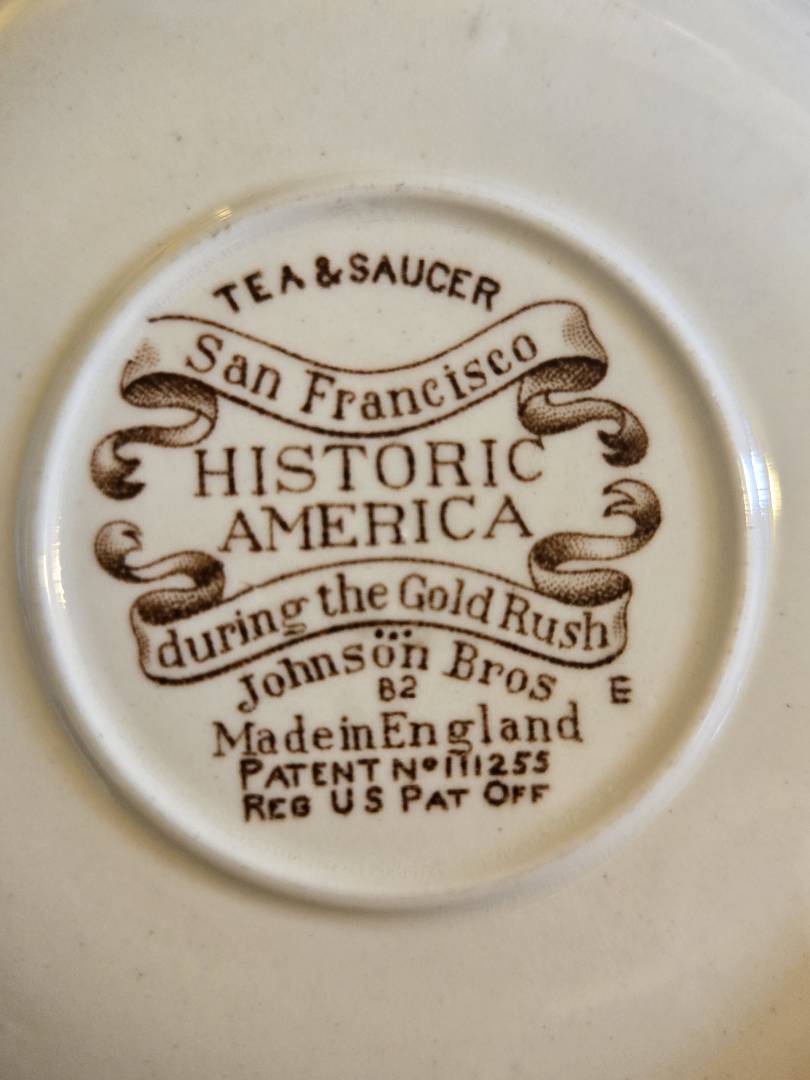 TEA & SAUCER
San Francisco
HISTORIC
AMERICA
during the Gold Rush
Johnson Bros
B2 E
Made in England
PATENT Nº 111255
REG US PAT OFF